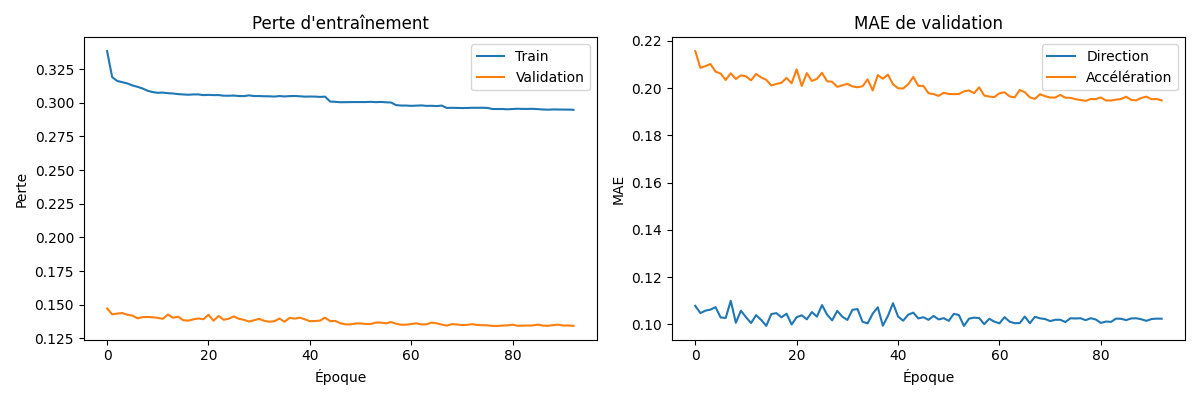 Perte d'entraînement
0.325
0.300
0.275
0.250
0.225
0.200
0.175
0.150
0.125
Perte
Train
Validation
0 20 40 60 80
Époque
MAE de validation
0.22
0.20
0.18
0.16
0.14
0.12
0.10
MAE
Direction
Accélération
0 20 40 60 80
Époque